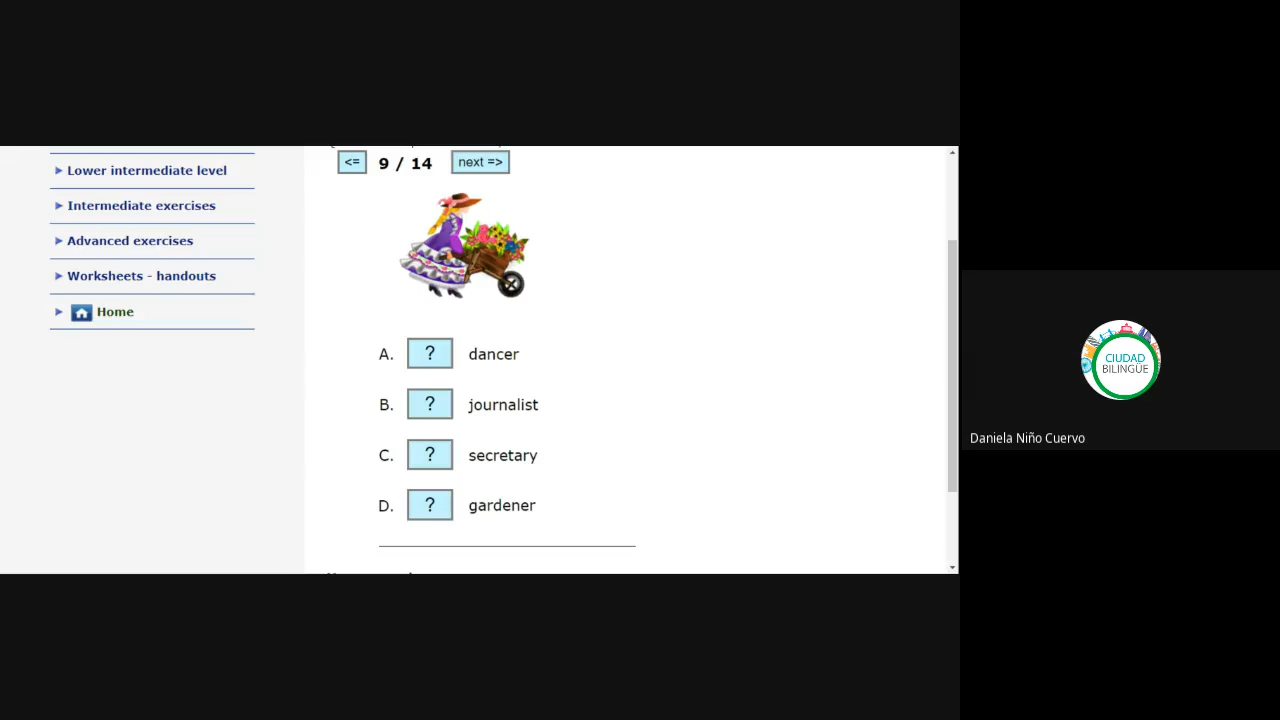 Lower intermediate level
Intermediate exercises
Advanced exercises
Worksheets - handouts
Home
<= 9 / 14 next =>
A. ? dancer
B. ? journalist
C. ? secretary
D. ? gardener
CIUDAD
BILINGÜE
Daniela Niño Cuervo